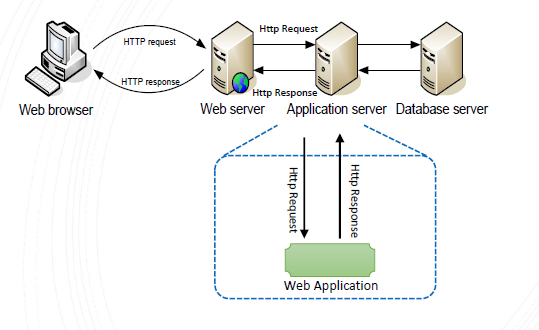 HTTP request
HTTP response
Web browser
Http Request
Http Response
Web server
Application server
Database server
Http Request
Http Response
Web Application